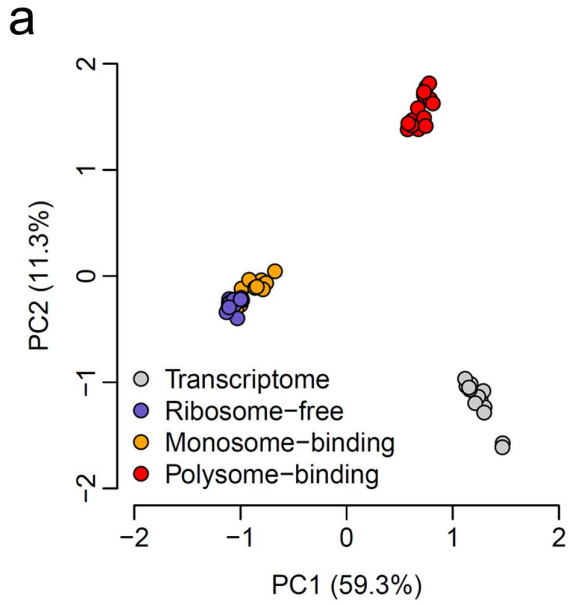 a
2
1
0
−1
−2
PC2 (11.3%)
Transcriptome
Ribosome−free
Monosome−binding
Polysome−binding
−2 −1 0 1 2
PC1 (59.3%)